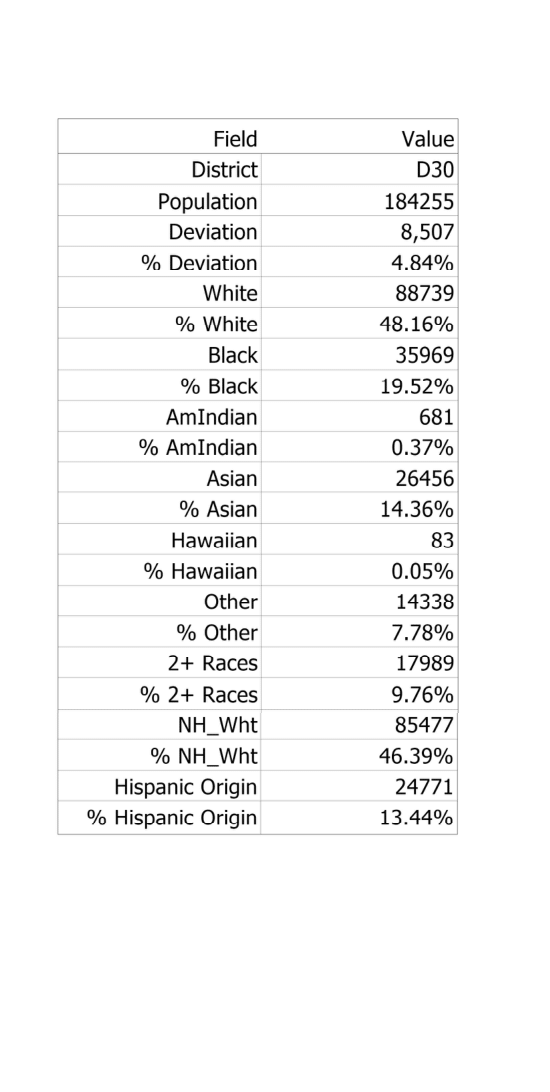 Field Value
District D30
Population 184255
Deviation 8,507
% Deviation 4.84%
White 88739
% White 48.16%
Black 35969
% Black 19.52%
AmIndian 681
% AmIndian 0.37%
Asian 26456
% Asian 14.36%
Hawaiian 83
% Hawaiian 0.05%
Other 14338
% Other 7.78%
2+ Races 17989
% 2+ Races 9.76%
NH_Wht 85477
% NH_Wht 46.39%
Hispanic Origin 24771
% Hispanic Origin 13.44%